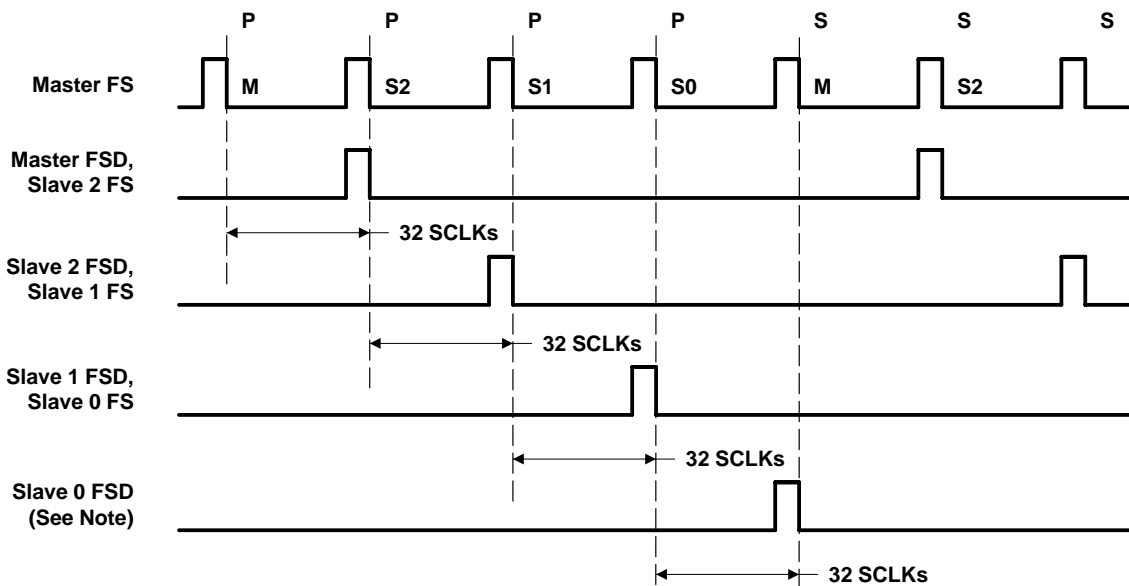 P P P P S S S
Master FS
M S2 S1 S0 M S2
Master FSD,
Slave 2 FS
32 SCLKs
Slave 2 FSD,
Slave 1 FS
32 SCLKs
Slave 1 FSD,
Slave 0 FS
32 SCLKs
Slave 0 FSD
(See Note)
32 SCLKs